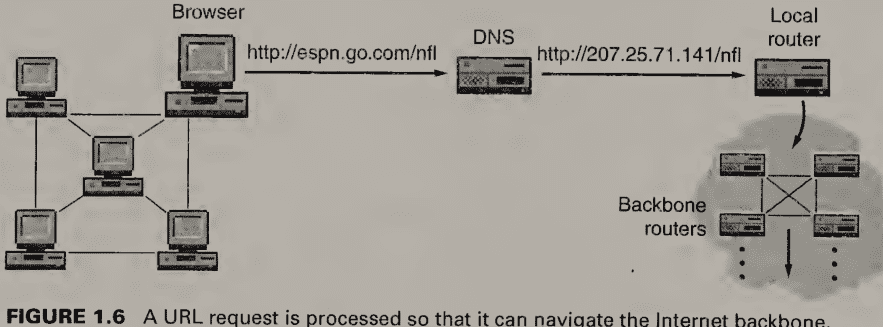 Browser
http://espn.go.com/nfl
DNS
http://207.25.71.141/nfl
Local
router
Backbone
routers
FIGURE 1.6 A URL request is processed so that it can navigate the Internet backbone.